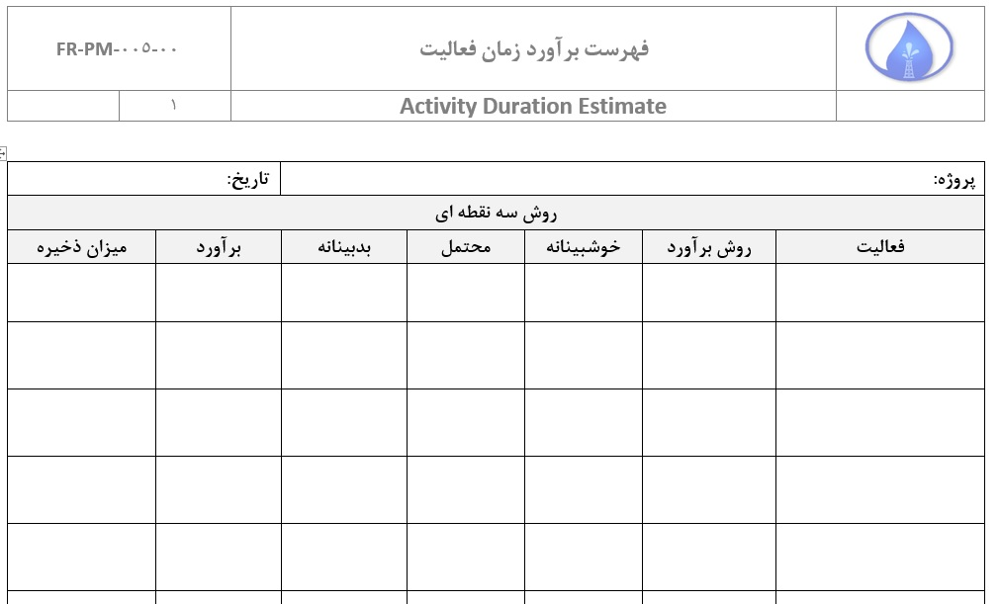 فهرست برآورد زمان فعالیت
FR-PM-۰۰۵-۰۰
Activity Duration Estimate
۱
پروژه:
تاریخ:
روش سه نقطه ای
فعالیت
روش برآورد
خوشبینانه
محتمل
بدبینانه
برآورد
میزان ذخیره